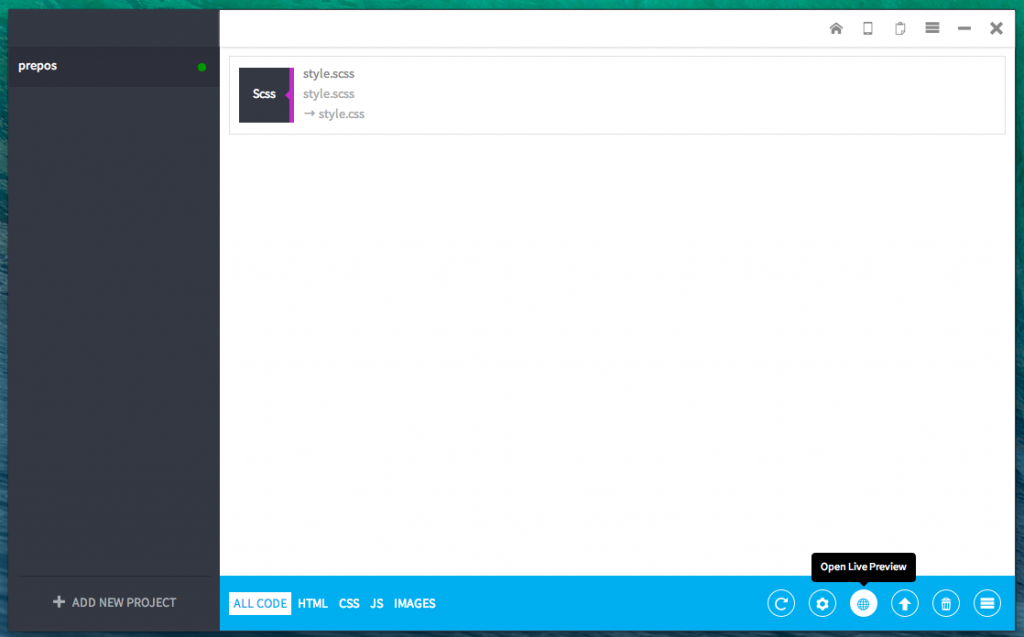 prepos
Scss
style.scss
style.scss
→ style.css
Open Live Preview
ADD NEW PROJECT
ALL CODE HTML CSS JS IMAGES